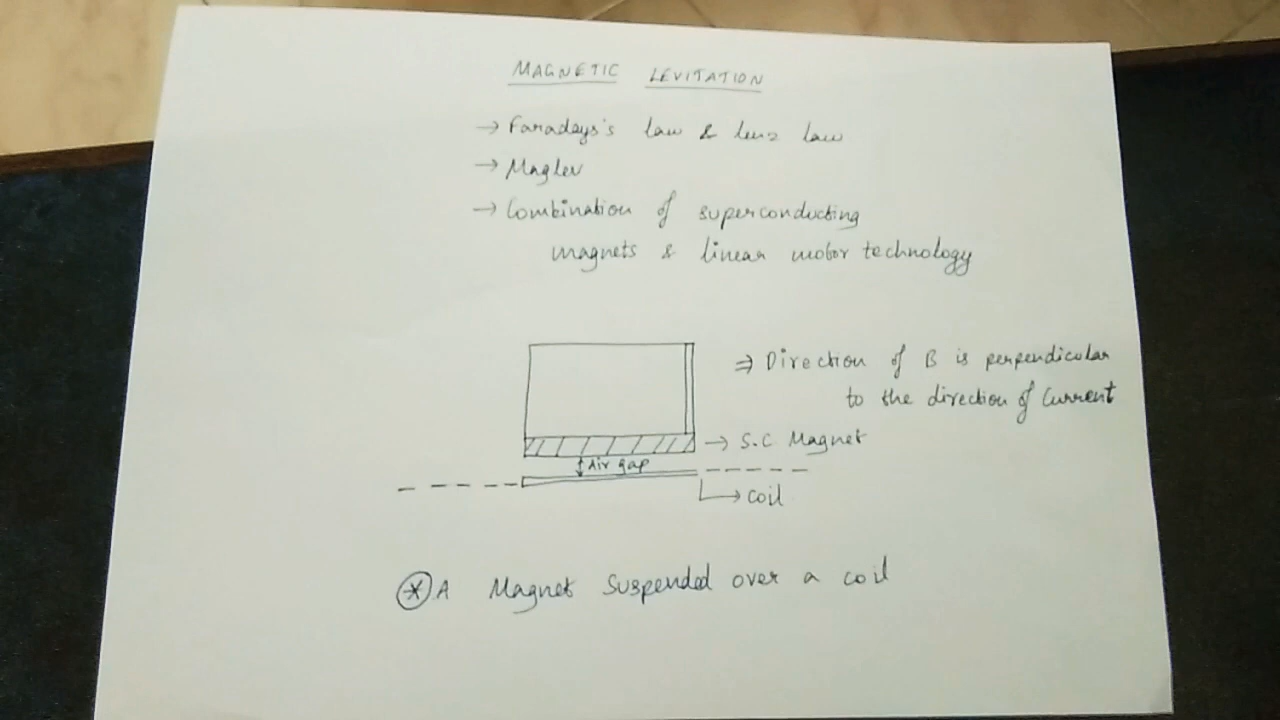 MAGNETIC LEVITATION
→ Faradays's law & lenz law
→ Maglev
→ Combination of superconducting
magnets & linear motor technology
⇒ Direction of B is perpendicular
to the direction of Current
→ S.C Magnet
Air gap
→ coil
* A Magnet Suspended over a coil